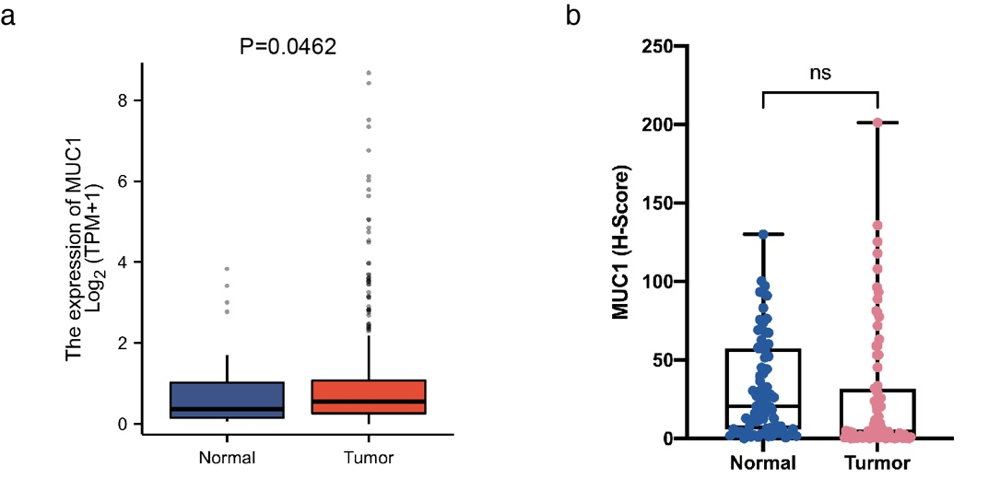 a
P=0.0462
The expression of MUC1
Log2 (TPM+1)
8
6
4
2
0
Normal
Tumor
b
250
200
150
100
50
0
MUC1 (H-Score)
ns
Normal
Turmor